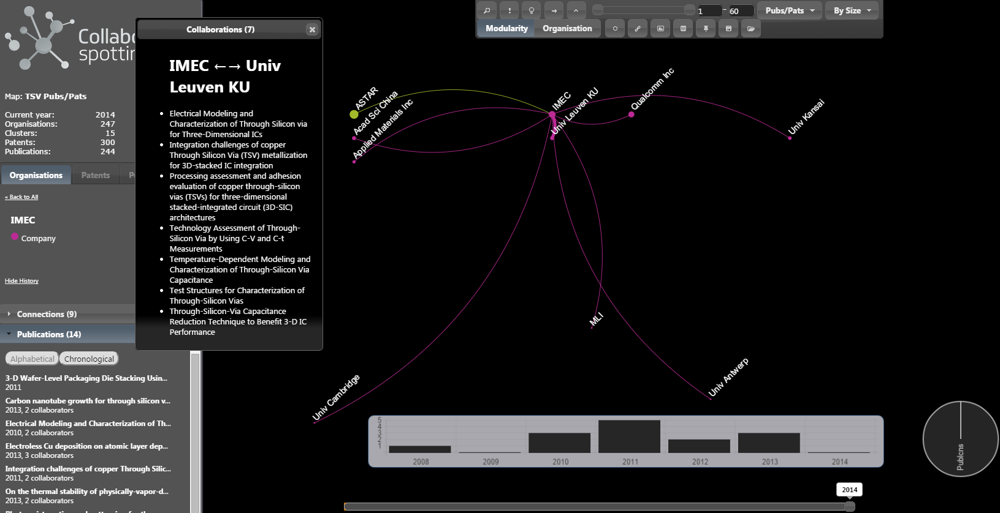 Collabo
spottin
Map: TSV Pubs/Pats
Current year: 2014
Organisations: 247
Clusters: 15
Patents: 300
Publications: 244
Organisations Patents
« Back to All
IMEC
Company
Hide History
Connections (9)
Publications (14)
Alphabetical Chronological
3-D Wafer-Level Packaging Die Stacking Usin...
2011
Carbon nanotube growth for through silicon v...
2013, 2 collaborators
Electrical Modeling and Characterization of Th...
2010, 2 collaborators
Electroless Cu deposition on atomic layer dep...
2013, 3 collaborators
Integration challenges of copper Through Silic...
2011, 2 collaborators
On the thermal stability of physically-vapor-d...
2013, 2 collaborators
Collaborations (7)
IMEC ←→ Univ
Leuven KU
• Electrical Modeling and
Characterization of Through Silicon via
for Three-Dimensional ICs
• Integration challenges of copper
Through Silicon Via (TSV) metallization
for 3D-stacked IC integration
• Processing assessment and adhesion
evaluation of copper through-silicon
vias (TSVs) for three-dimensional
stacked-integrated circuit (3D-SIC)
architectures
• Technology Assessment of Through-
Silicon Via by Using C-V and C-t
Measurements
• Temperature-Dependent Modeling and
Characterization of Through-Silicon Via
Capacitance
• Test Structures for Characterization of
Through-Silicon Vias
• Through-Silicon-Via Capacitance
Reduction Technique to Benefit 3-D IC
Performance
1 - 60 Pubs/Pats By Size
Modularity Organisation
ASTAR
Acad Sci China
Applied Materials Inc
IMEC
Univ Leuven KU
Qualcomm Inc
Univ Kansai
MLI
Univ Cambridge
Univ Antwerp
5
4
3
2
1
2008 2009 2010 2011 2012 2013 2014
Publcns
2014